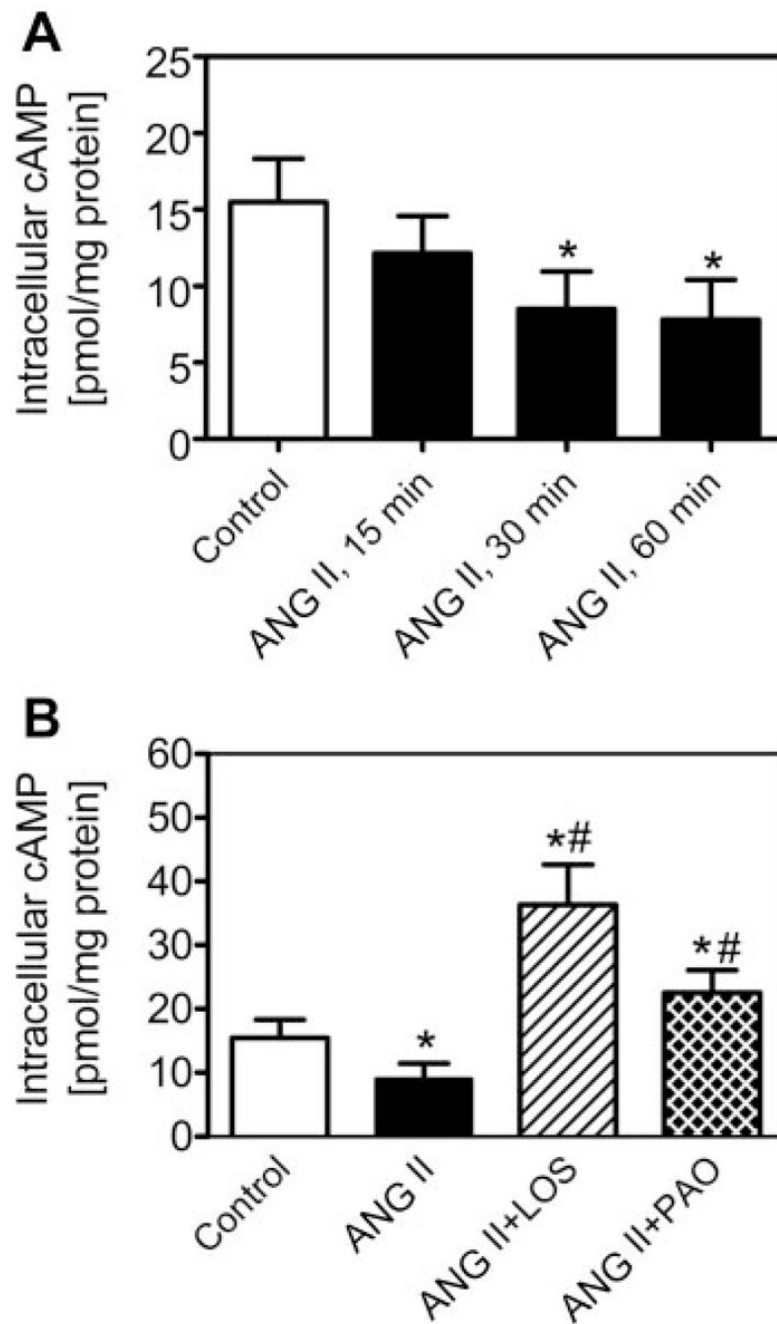 A
Intracellular cAMP
[pmol/mg protein]
25
20
15
10
5
0
*
*
Control
ANG II, 15 min
ANG II, 30 min
ANG II, 60 min
B
Intracellular cAMP
[pmol/mg protein]
60
50
40
30
20
10
0
*
*#
*#
Control
ANG II
ANG II+LOS
ANG II+PAO